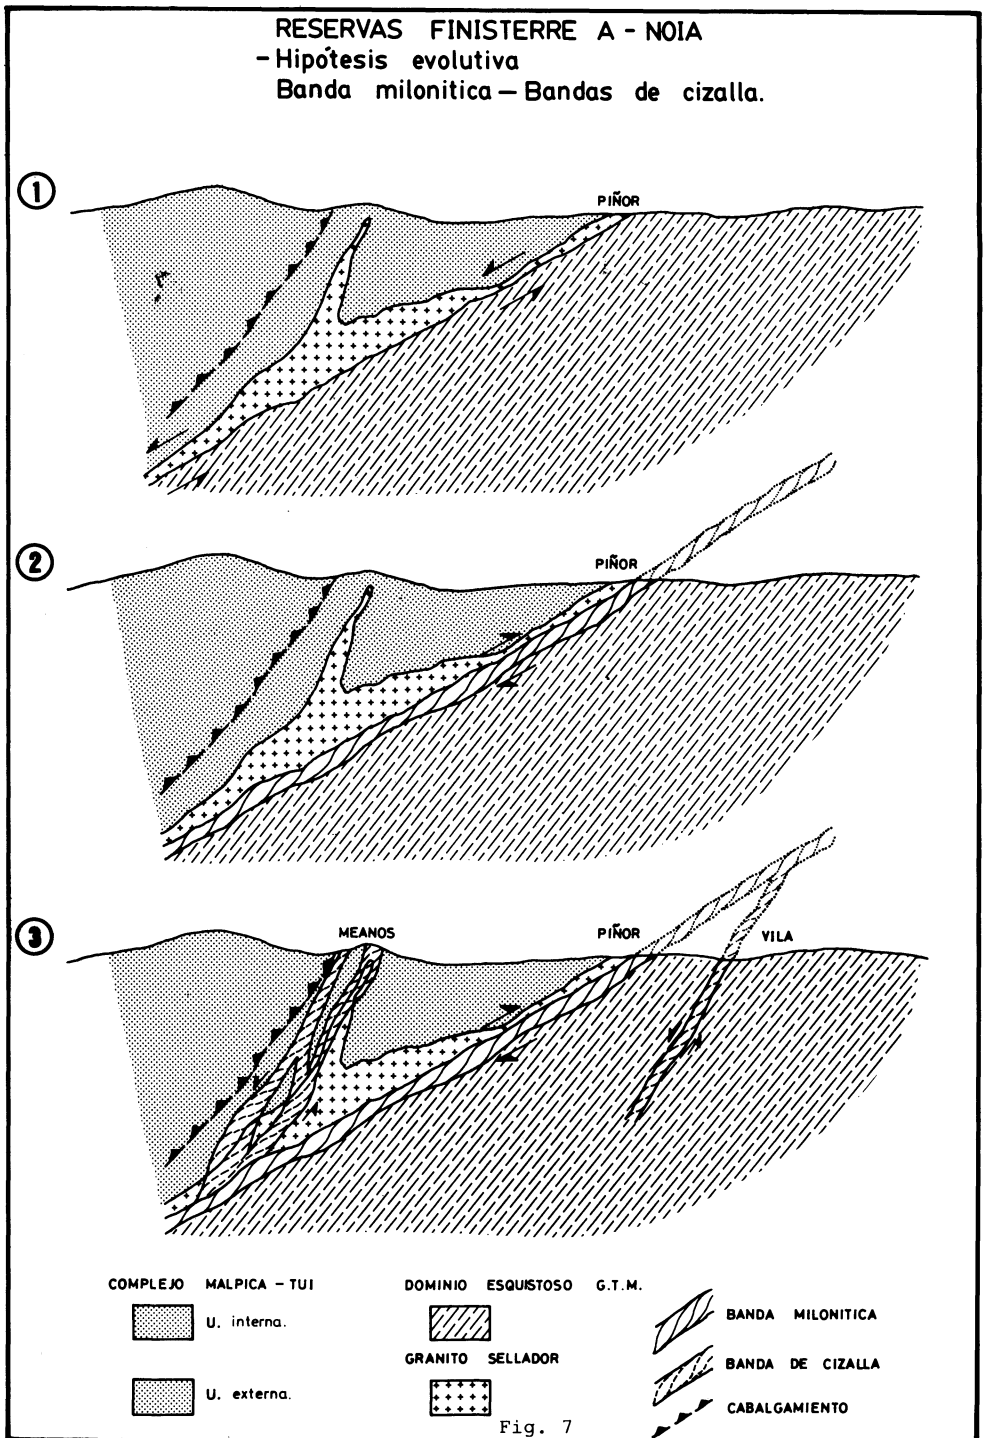 RESERVAS FINISTERRE A - NOIA
- Hipótesis evolutiva
Banda milonitica — Bandas de cizalla.
1
PIÑOR
2
PIÑOR
3
MEANOS
PIÑOR
VILA
COMPLEJO MALPICA - TUI
U. interna.
U. externa.
DOMINIO ESQUISTOSO G.T.M.
GRANITO SELLADOR
BANDA MILONITICA
BANDA DE CIZALLA
CABALGAMIENTO
Fig. 7